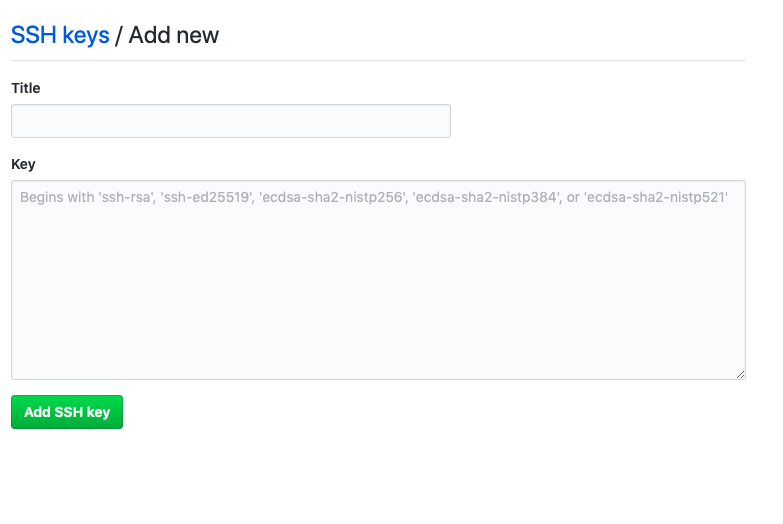 SSH keys / Add new
Title
Key
Begins with 'ssh-rsa', 'ssh-ed25519', 'ecdsa-sha2-nistp256', 'ecdsa-sha2-nistp384', or 'ecdsa-sha2-nistp521'
Add SSH key